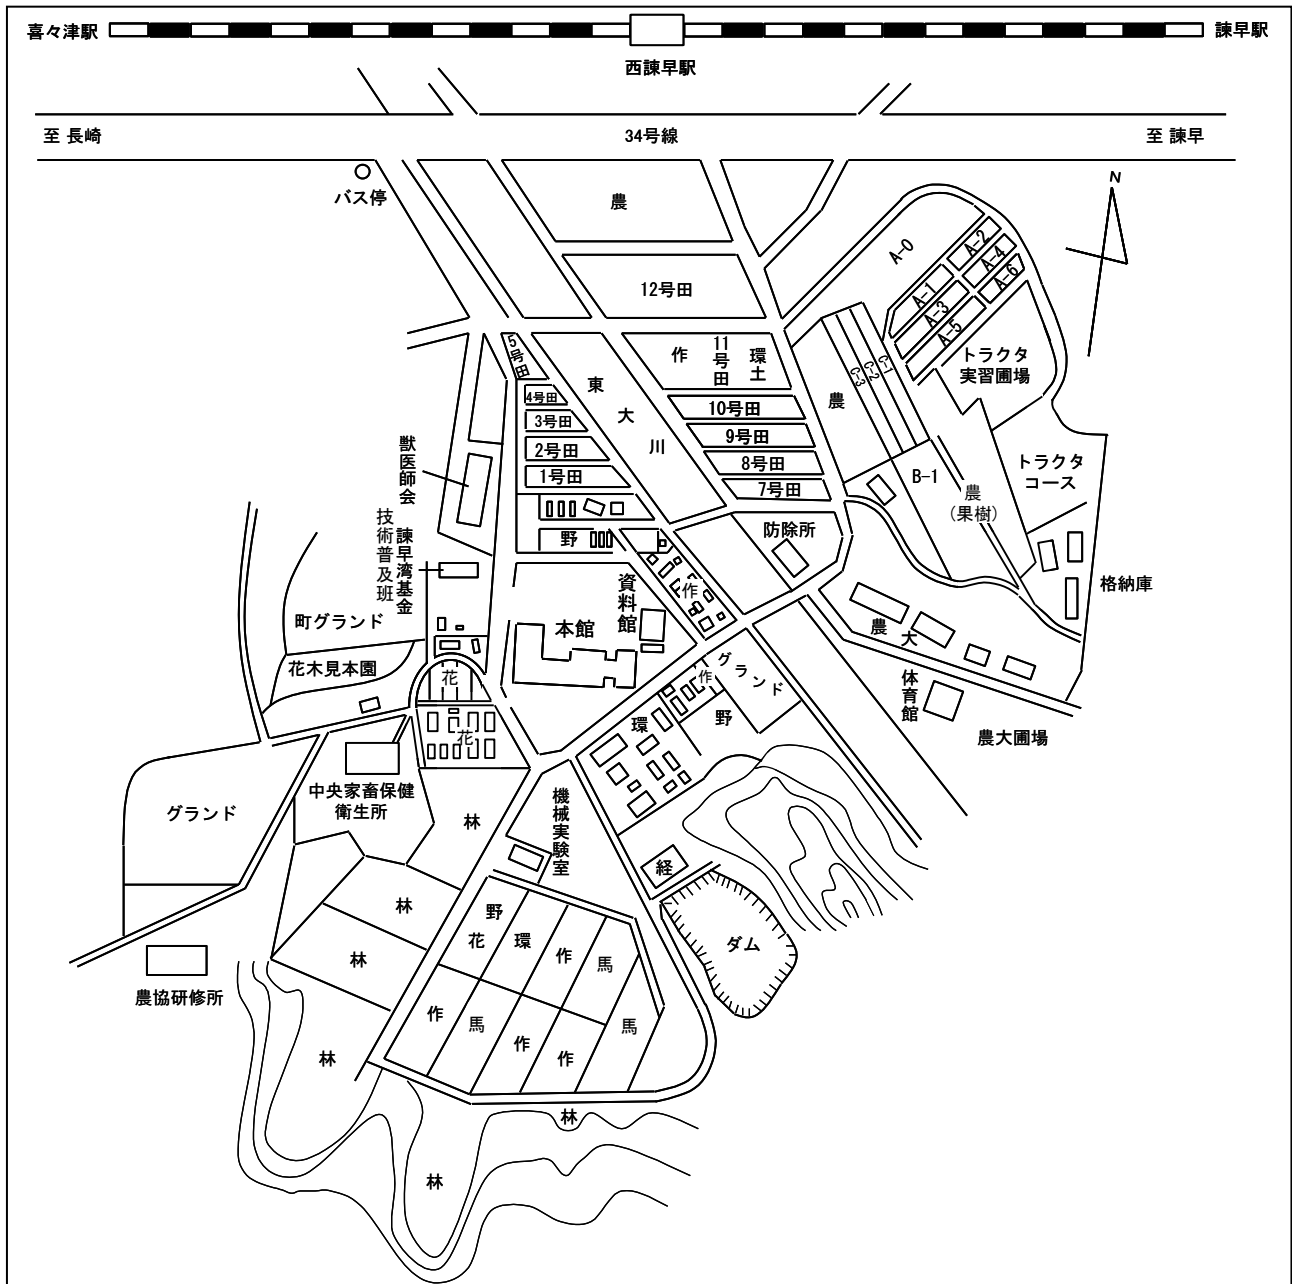 喜々津駅
諫早駅
西諫早駅
至 長崎
34号線
至 諫早
バス停
N
農
12号田
A-0
A-2
A-4
A-6
A-1
A-3
A-5
トラクタ
実習圃場
5号田
4号田
3号田
2号田
1号田
東大川
作
11号田
環土
10号田
9号田
8号田
7号田
農
C-3
C-2
C-1
B-1
農
(果樹)
トラクタ
コース
格納庫
獣医師会
諫早湾基金
技術普及班
野
防除所
作
資料館
本館
町グランド
花木見本園
花
花
農大
体育館
農大圃場
グランド
作
野
環
中央家畜保健
衛生所
グランド
機械実験室
経
ダム
林
林
林
林
林
林
野
花
環
作
馬
作
馬
作
作
馬
農協研修所